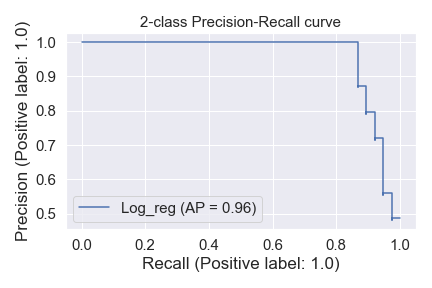 2-class Precision-Recall curve
Precision (Positive label: 1.0)
1.0
0.9
0.8
0.7
0.6
0.5
Log_reg (AP = 0.96)
0.0 0.2 0.4 0.6 0.8 1.0
Recall (Positive label: 1.0)